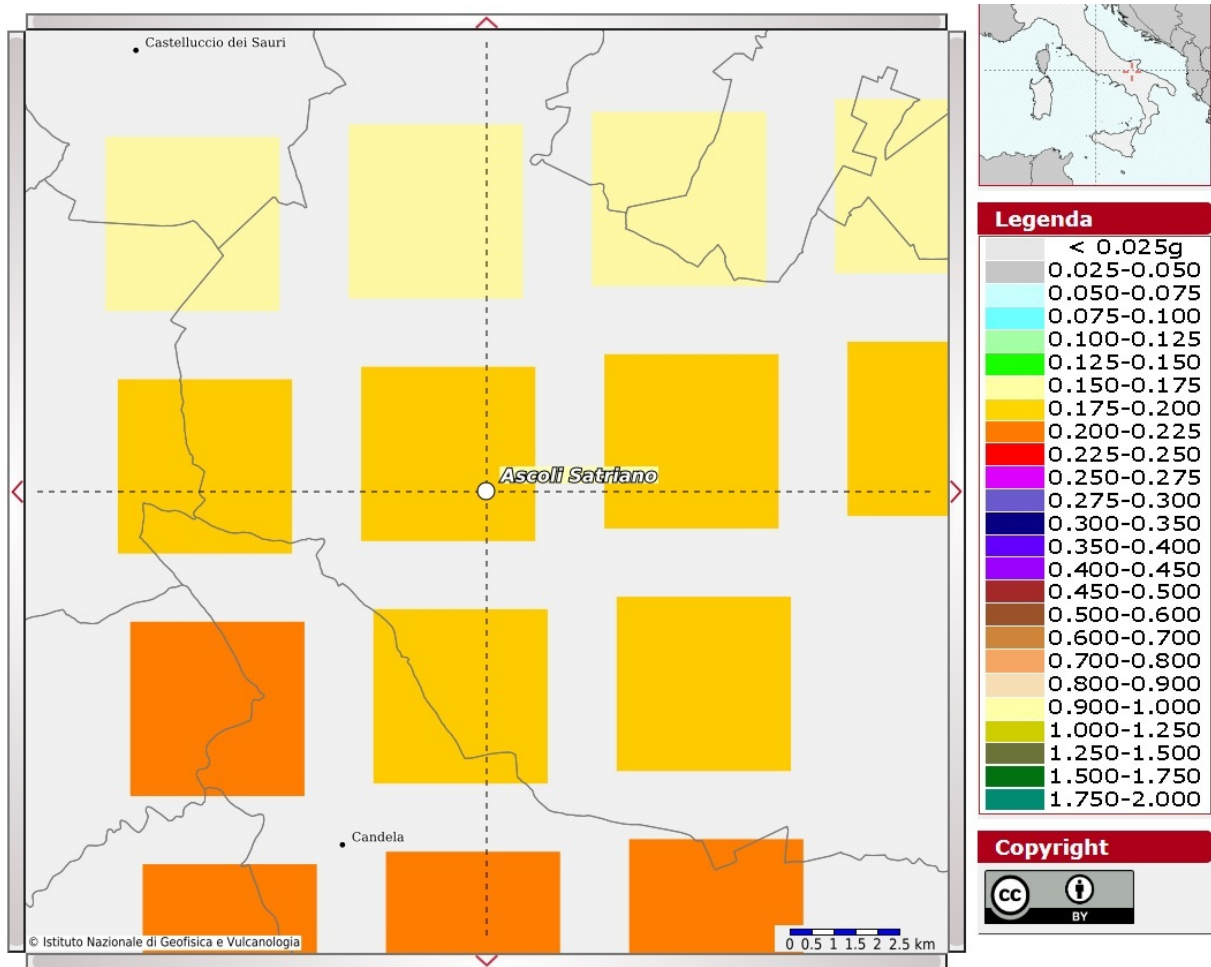 Castelluccio dei Sauri
Ascoli Satriano
Candela
© Istituto Nazionale di Geofisica e Vulcanologia
0 0.5 1 1.5 2 2.5 km
Legenda
< 0.025g
0.025-0.050
0.050-0.075
0.075-0.100
0.100-0.125
0.125-0.150
0.150-0.175
0.175-0.200
0.200-0.225
0.225-0.250
0.250-0.275
0.275-0.300
0.300-0.350
0.350-0.400
0.400-0.450
0.450-0.500
0.500-0.600
0.600-0.700
0.700-0.800
0.800-0.900
0.900-1.000
1.000-1.250
1.250-1.500
1.500-1.750
1.750-2.000
Copyright
cc
BY